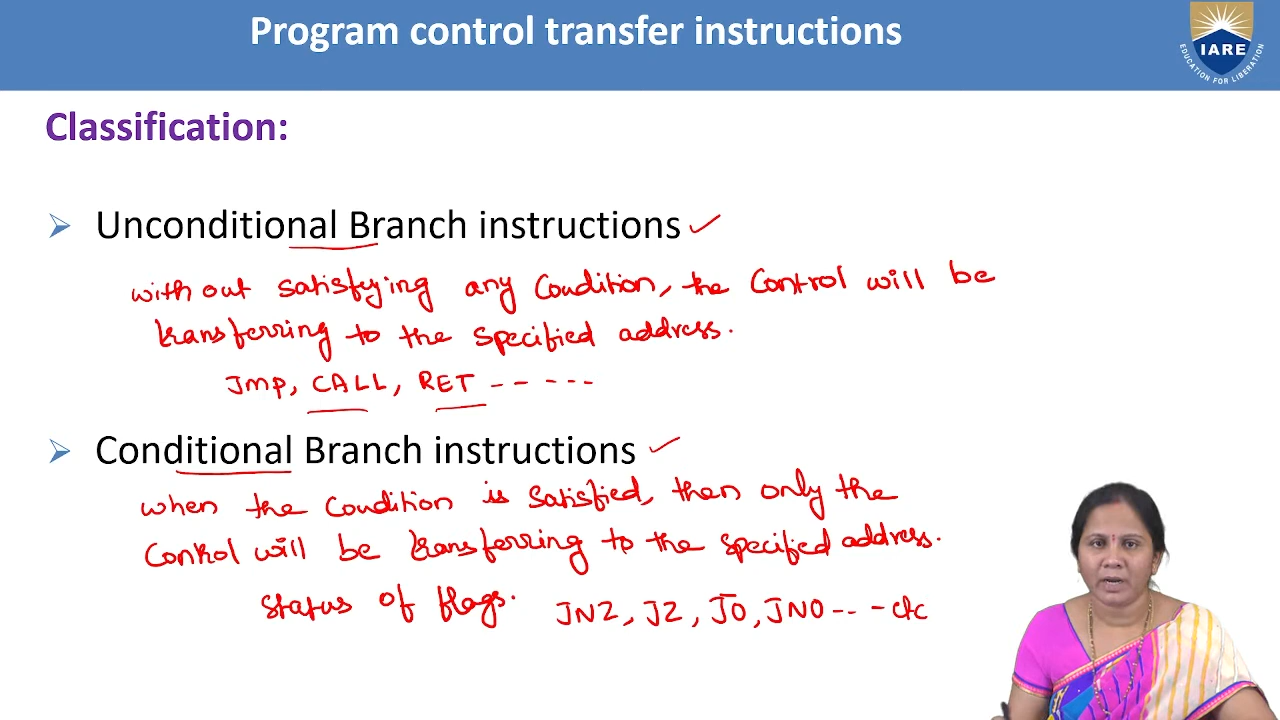 Program control transfer instructions
IARE
EDUCATION FOR LIBERATION
Classification:
Unconditional Branch instructions
with out satisfying any Condition, the Control will be
transferring to the specified address.
JMP, CALL, RET ------
Conditional Branch instructions
when the Condition is satisfied, then only the
Control will be transferring to the specified address.
status of flags. JNZ, JZ, JO, JNO--- -etc